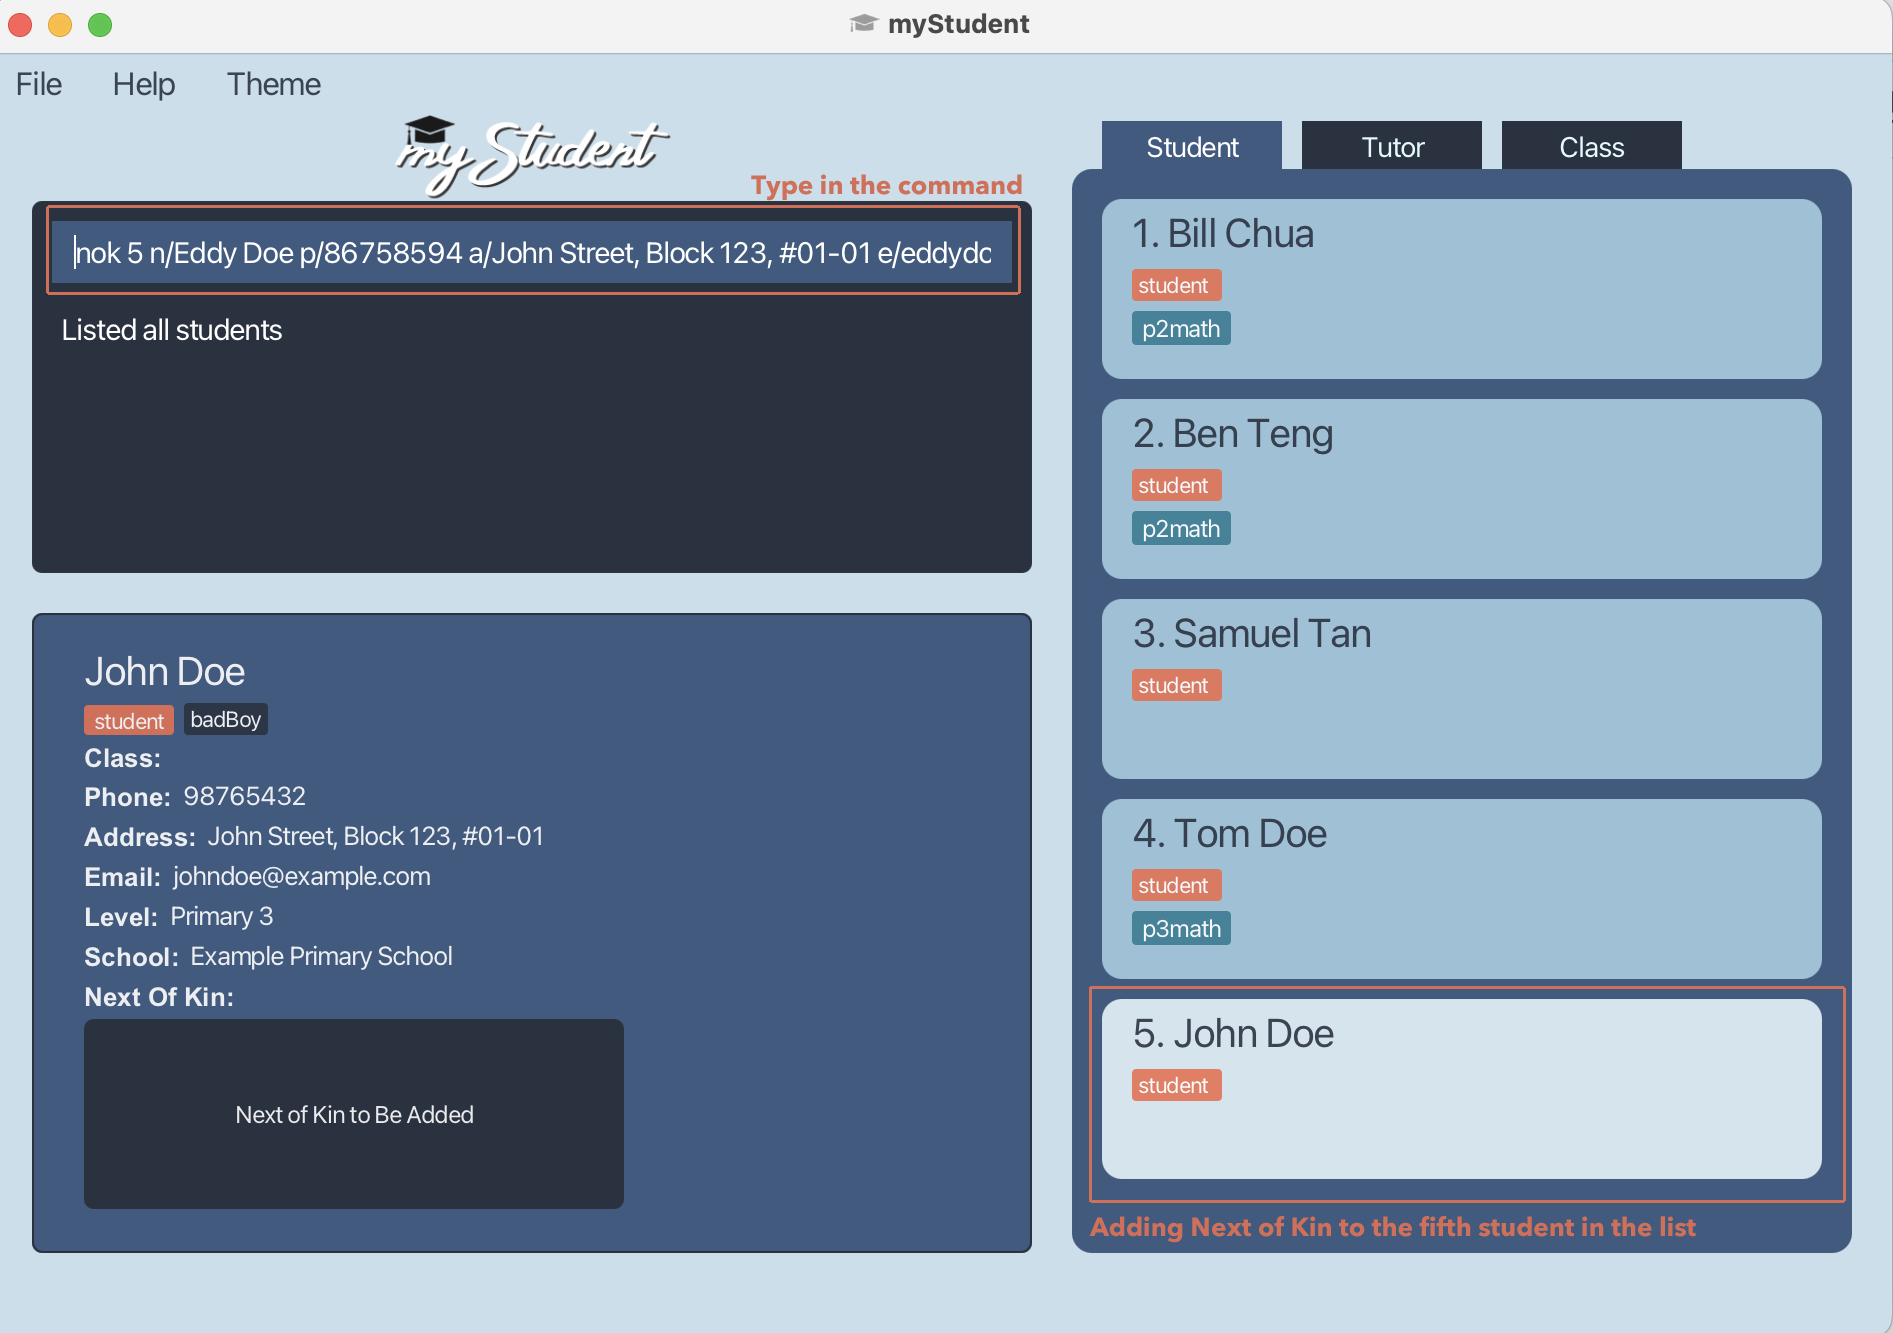 myStudent
File Help Theme
myStudent
Type in the command
nok 5 n/Eddy Doe p/86758594 a/John Street, Block 123, #01-01 e/eddydo
Listed all students
John Doe
student badBoy
Class:
Phone: 98765432
Address: John Street, Block 123, #01-01
Email: johndoe@example.com
Level: Primary 3
School: Example Primary School
Next Of Kin:
Next of Kin to Be Added
Student Tutor Class
1. Bill Chua
student
p2math
2. Ben Teng
student
p2math
3. Samuel Tan
student
4. Tom Doe
student
p3math
5. John Doe
student
Adding Next of Kin to the fifth student in the list